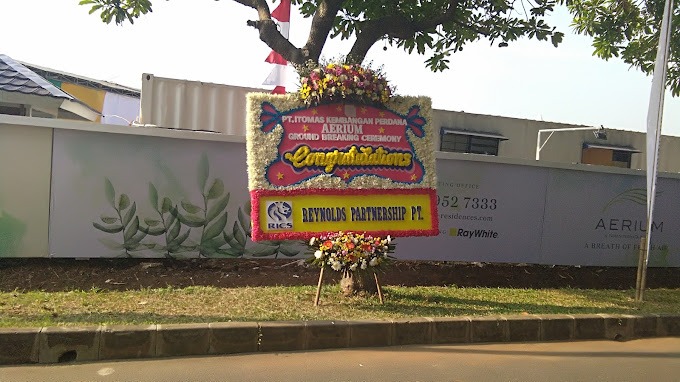 PT. ITOMAS KEMBANGAN PERDANA
AERIUM
GROUND BREAKING CEREMONY
Congratulations
RICS
REYNOLDS PARTNERSHIP PT.
952 7333
RayWhite
AERIUM